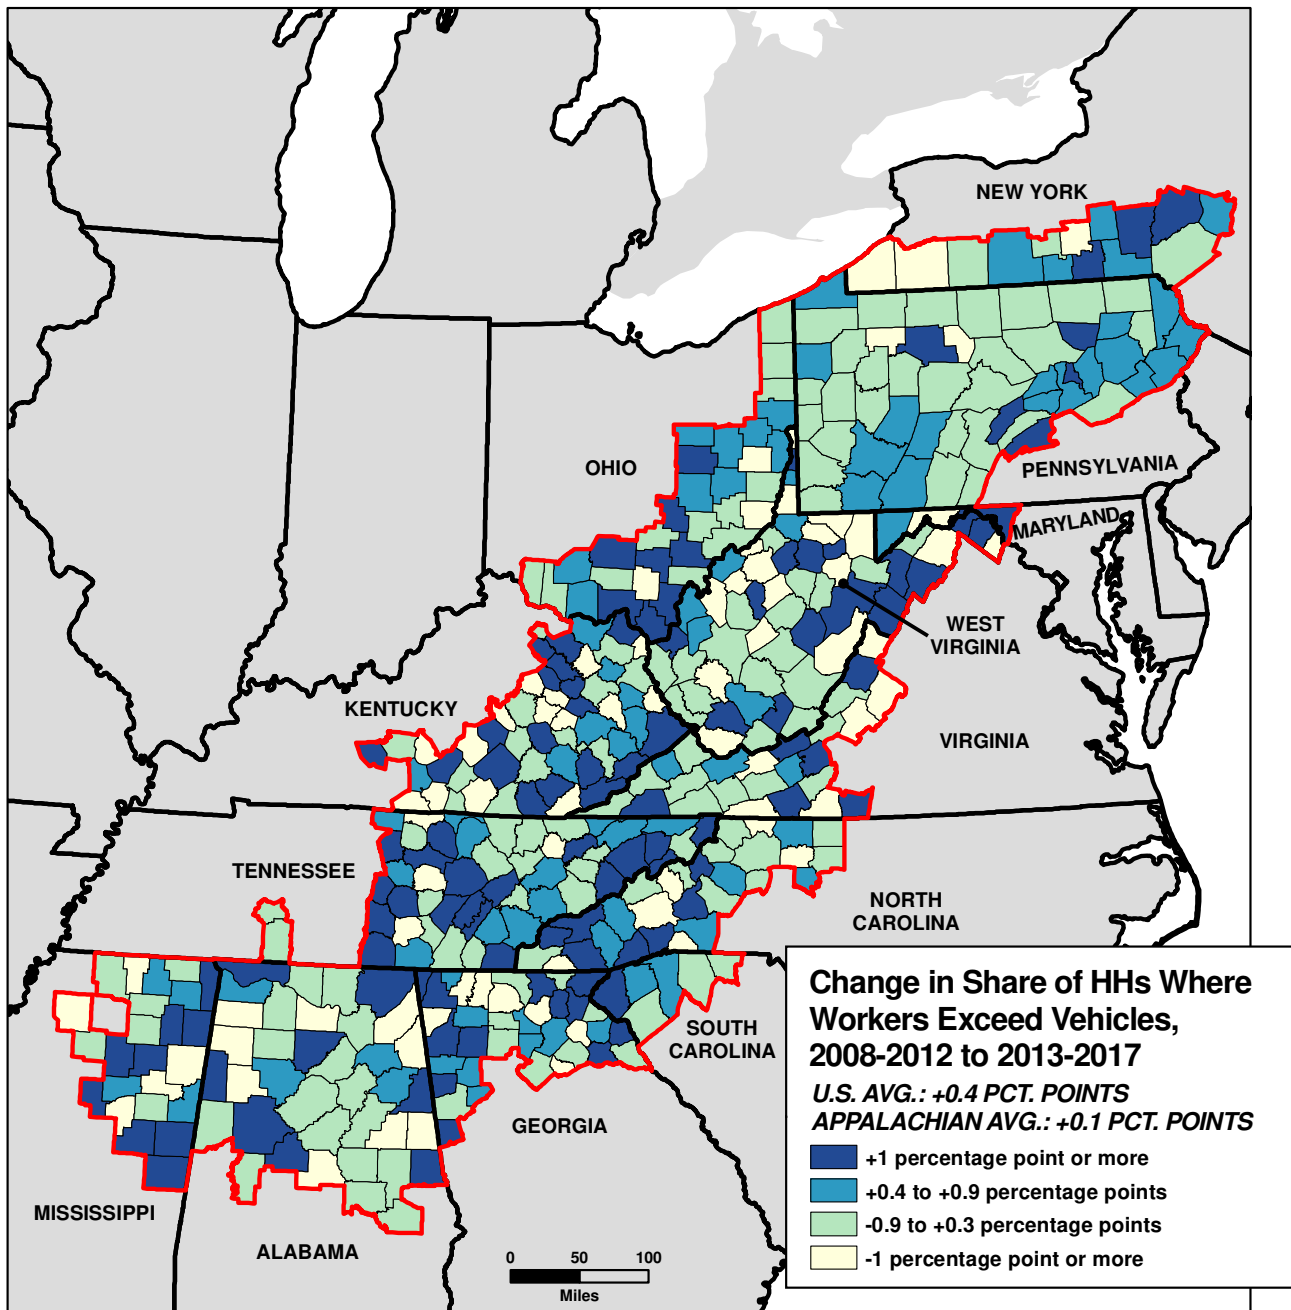 NEW YORK
OHIO
PENNSYLVANIA
MARYLAND
WEST
VIRGINIA
KENTUCKY
VIRGINIA
TENNESSEE
NORTH
CAROLINA
SOUTH
CAROLINA
GEORGIA
MISSISSIPPI
ALABAMA
Change in Share of HHs Where
Workers Exceed Vehicles,
2008-2012 to 2013-2017
U.S. AVG.: +0.4 PCT. POINTS
APPALACHIAN AVG.: +0.1 PCT. POINTS
+1 percentage point or more
+0.4 to +0.9 percentage points
-0.9 to +0.3 percentage points
-1 percentage point or more
0 50 100
Miles